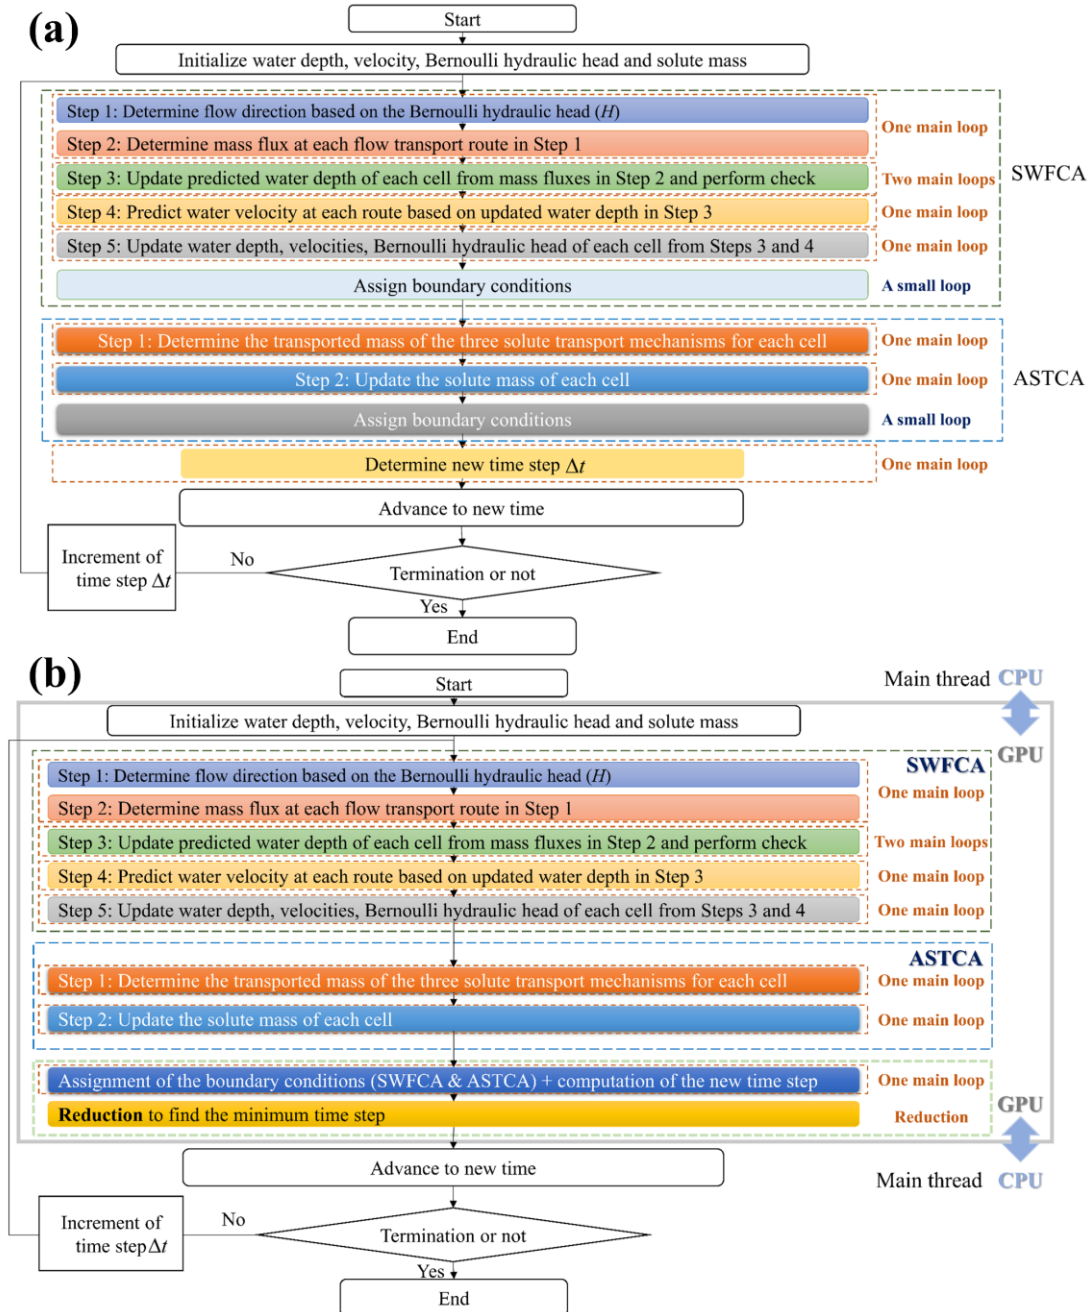 (a)
Start
Initialize water depth, velocity, Bernoulli hydraulic head and solute mass
Step 1: Determine flow direction based on the Bernoulli hydraulic head (H)
One main loop
Step 2: Determine mass flux at each flow transport route in Step 1
Step 3: Update predicted water depth of each cell from mass fluxes in Step 2 and perform check
Two main loops
SWFCA
Step 4: Predict water velocity at each route based on updated water depth in Step 3
One main loop
Step 5: Update water depth, velocities, Bernoulli hydraulic head of each cell from Steps 3 and 4
One main loop
Assign boundary conditions
A small loop
Step 1: Determine the transported mass of the three solute transport mechanisms for each cell
One main loop
Step 2: Update the solute mass of each cell
One main loop
ASTCA
Assign boundary conditions
A small loop
Determine new time step Δt
One main loop
Advance to new time
Increment of
time step Δt
No
Termination or not
Yes
End
(b)
Start
Main thread CPU
Initialize water depth, velocity, Bernoulli hydraulic head and solute mass
GPU
SWFCA
Step 1: Determine flow direction based on the Bernoulli hydraulic head (H)
One main loop
Step 2: Determine mass flux at each flow transport route in Step 1
Step 3: Update predicted water depth of each cell from mass fluxes in Step 2 and perform check
Two main loops
Step 4: Predict water velocity at each route based on updated water depth in Step 3
One main loop
Step 5: Update water depth, velocities, Bernoulli hydraulic head of each cell from Steps 3 and 4
One main loop
ASTCA
Step 1: Determine the transported mass of the three solute transport mechanisms for each cell
One main loop
Step 2: Update the solute mass of each cell
One main loop
Assignment of the boundary conditions (SWFCA & ASTCA) + computation of the new time step
One main loop
GPU
Reduction to find the minimum time step
Reduction
Advance to new time
Main thread CPU
Increment of
time step Δt
No
Termination or not
Yes
End